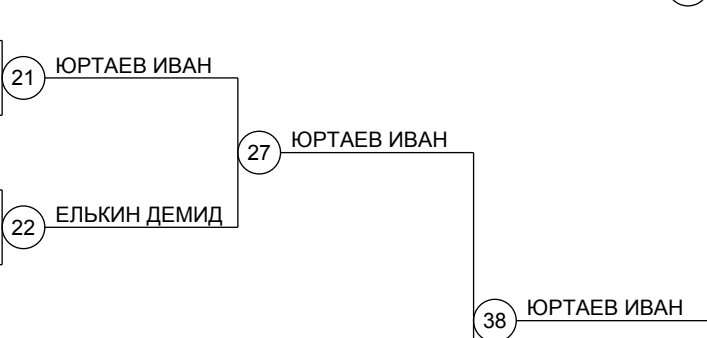 21 ЮРТАЕВ ИВАН
27 ЮРТАЕВ ИВАН
22 ЕЛЬКИН ДЕМИД
38 ЮРТАЕВ ИВАН